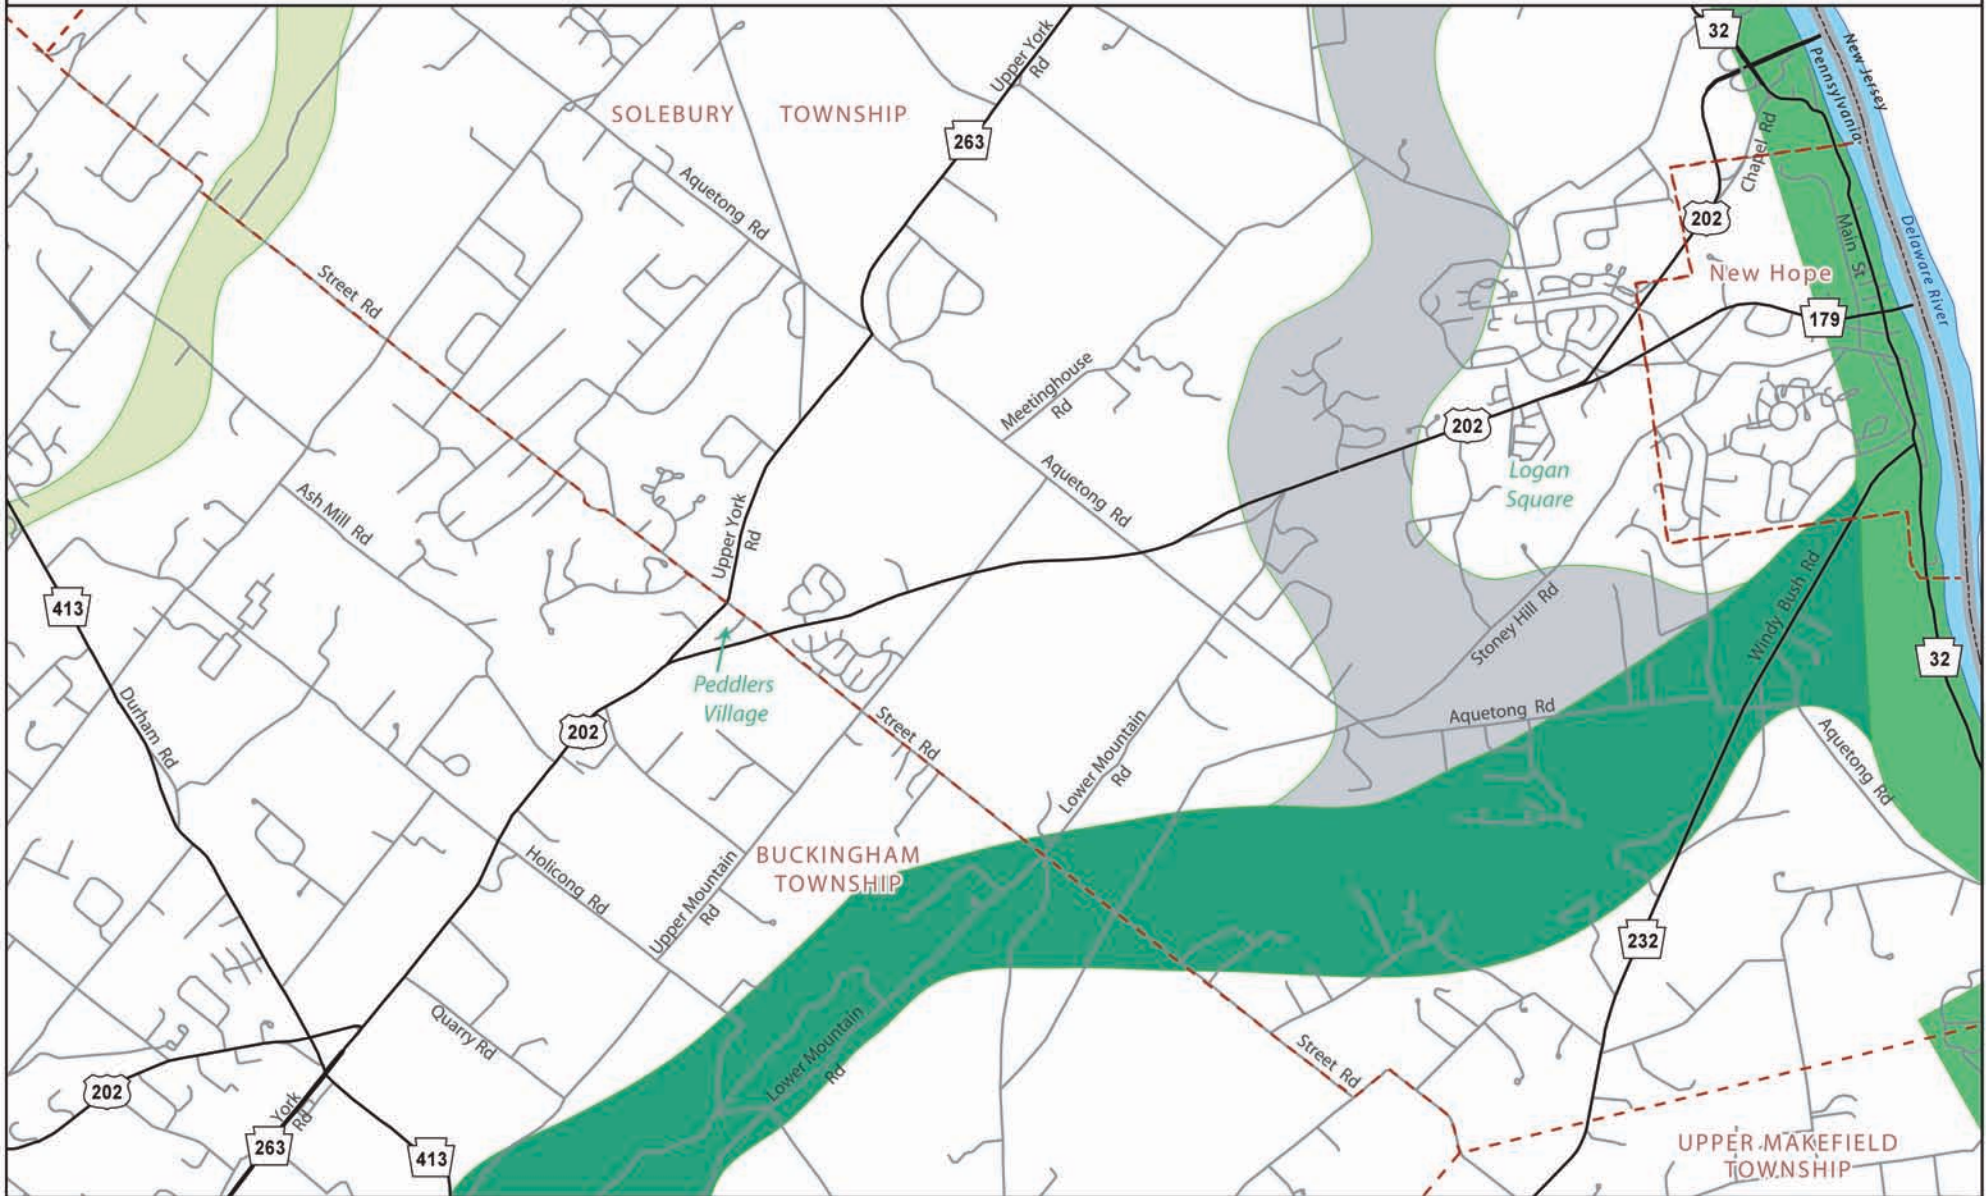 32
New Jersey
Pennsylvania
Upper York
Rd
SOLEBURY TOWNSHIP
263
Chapel Rd
Aquetong Rd
202
Main St
Delaware River
New Hope
Street Rd
179
Meetinghouse
Rd
202
Logan
Square
Aquetong Rd
Ash Mill Rd
Upper York
Rd
Windy Bush Rd
413
Stoney Hill Rd
32
Peddlers
Village
Durham Rd
202
Street Rd
Aquetong Rd
Lower Mountain
Rd
Aquetong Rd
BUCKINGHAM
TOWNSHIP
Holicong Rd
Upper Mountain
Rd
232
Quarry Rd
Lower Mountain
Rd
Street Rd
202
York
Rd
263
413
UPPER MAKEFIELD
TOWNSHIP